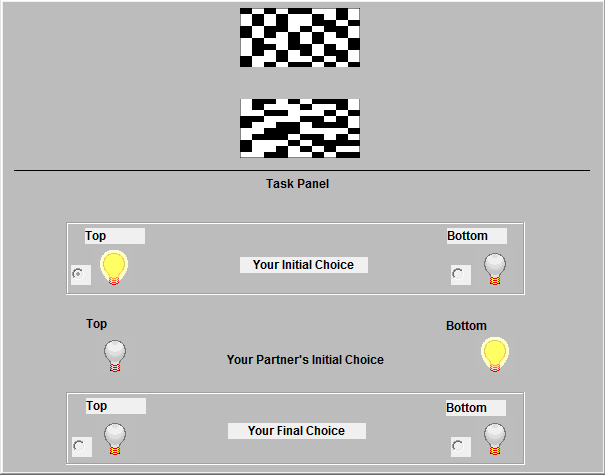 Task Panel
Top
Bottom
Your Initial Choice
Top
Bottom
Your Partner's Initial Choice
Top
Bottom
Your Final Choice